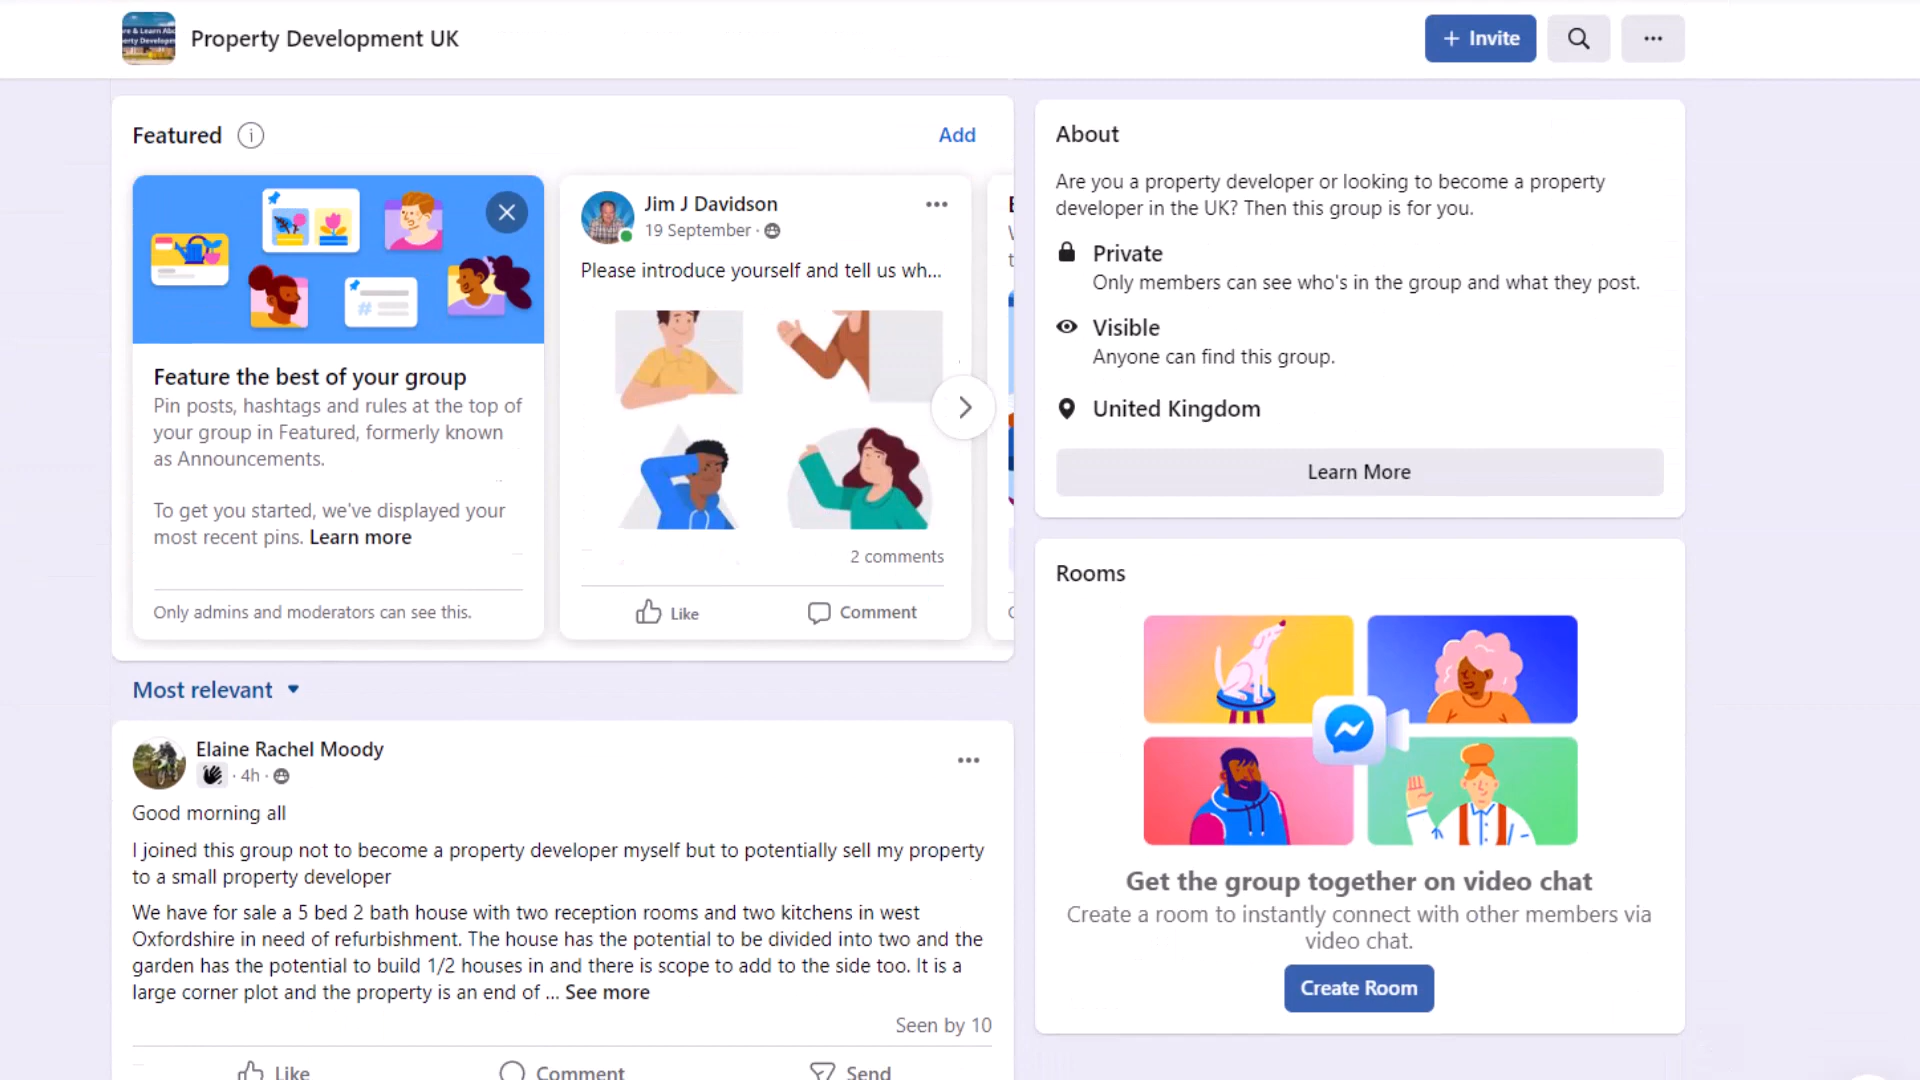 Property Development UK
+ Invite
Featured
Add
Feature the best of your group
Pin posts, hashtags and rules at the top of
your group in Featured, formerly known
as Announcements.
To get you started, we've displayed your
most recent pins. Learn more
Only admins and moderators can see this.
Jim J Davidson
19 September ·
Please introduce yourself and tell us wh...
2 comments
Like
Comment
Most relevant
Elaine Rachel Moody
· 4h ·
Good morning all
I joined this group not to become a property developer myself but to potentially sell my property
to a small property developer
We have for sale a 5 bed 2 bath house with two reception rooms and two kitchens in west
Oxfordshire in need of refurbishment. The house has the potential to be divided into two and the
garden has the potential to build 1/2 houses in and there is scope to add to the side too. It is a
large corner plot and the property is an end of ... See more
Seen by 10
Like
Comment
Send
About
Are you a property developer or looking to become a property
developer in the UK? Then this group is for you.
Private
Only members can see who's in the group and what they post.
Visible
Anyone can find this group.
United Kingdom
Learn More
Rooms
Get the group together on video chat
Create a room to instantly connect with other members via
video chat.
Create Room